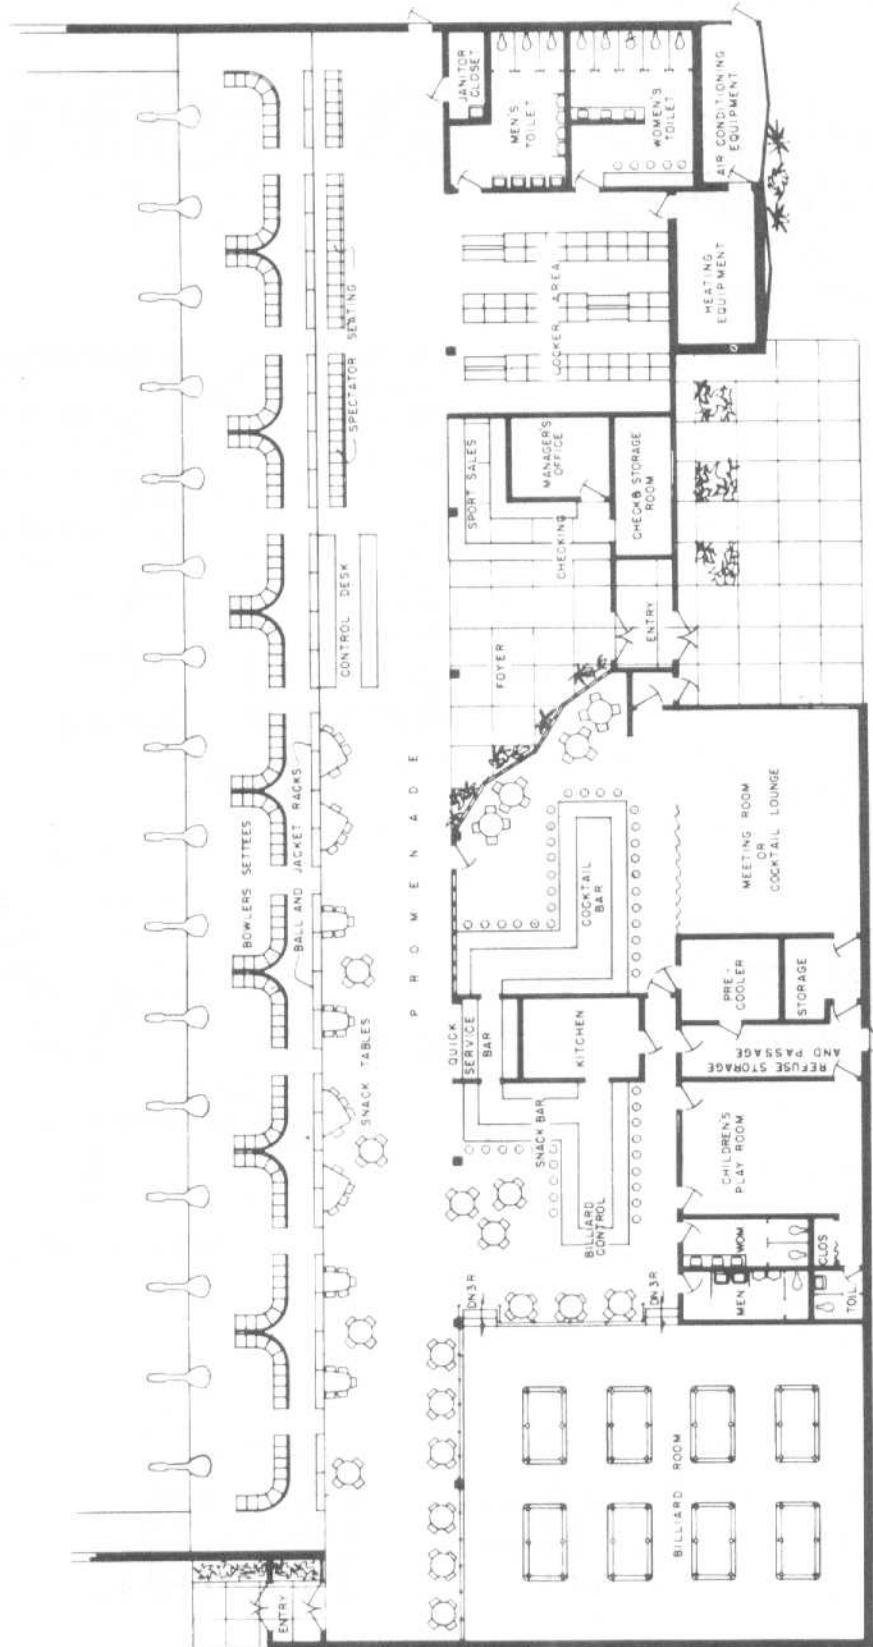 JANITOR
CLOSET
MEN'S
TOILET
WOMEN'S
TOILET
AIR CONDITIONING
EQUIPMENT
HEATING
EQUIPMENT
LOCKER AREA
SPECTATOR SEATING
SPORT SALES
MANAGER'S
OFFICE
CHECK & STORAGE
ROOM
CHECKING
CONTROL DESK
FOYER
ENTRY
BOWLERS SETTEES
BALL AND JACKET RACKS
PROMENADE
COCKTAIL
BAR
MEETING ROOM
OR
COCKTAIL LOUNGE
PRE-
COOLER
STORAGE
REFUSE STORAGE
AND PASSAGE
QUICK
SERVICE
BAR
KITCHEN
SNACK TABLES
SNACK BAR
BILLIARD
CONTROL
CHILDREN'S
PLAY ROOM
WOM
CLOS
MEN
TOIL
DN 3R
DN 3R
BILLIARD ROOM
ENTRY